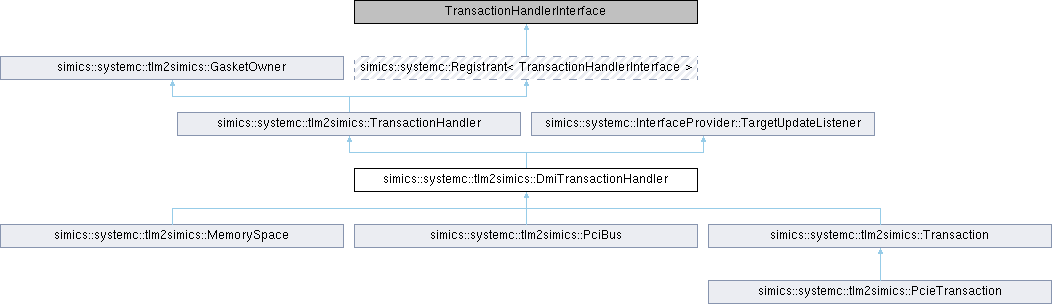 TransactionHandlerInterface
simics::systemc::tlm2simics::GasketOwner
simics::systemc::Registrant< TransactionHandlerInterface >
simics::systemc::tlm2simics::TransactionHandler
simics::systemc::InterfaceProvider::TargetUpdateListener
simics::systemc::tlm2simics::DmiTransactionHandler
simics::systemc::tlm2simics::MemorySpace
simics::systemc::tlm2simics::PciBus
simics::systemc::tlm2simics::Transaction
simics::systemc::tlm2simics::PcieTransaction